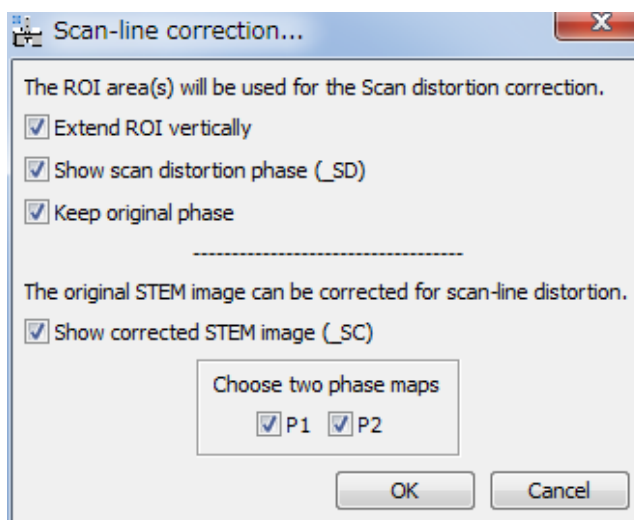 Scan-line correction...
The ROI area(s) will be used for the Scan distortion correction.
Extend ROI vertically
Show scan distortion phase (_SD)
Keep original phase
------------------------------------
The original STEM image can be corrected for scan-line distortion.
Show corrected STEM image (_SC)
Choose two phase maps
P1 P2
OK Cancel